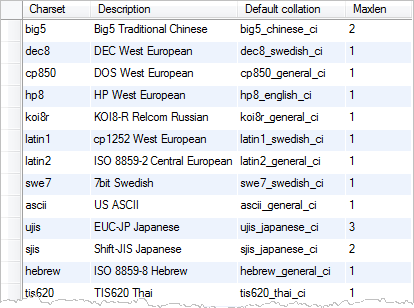 Charset Description Default collation Maxlen
big5 Big5 Traditional Chinese big5_chinese_ci 2
dec8 DEC West European dec8_swedish_ci 1
cp850 DOS West European cp850_general_ci 1
hp8 HP West European hp8_english_ci 1
koi8r KOI8-R Relcom Russian koi8r_general_ci 1
latin1 cp1252 West European latin1_swedish_ci 1
latin2 ISO 8859-2 Central European latin2_general_ci 1
swe7 7bit Swedish swe7_swedish_ci 1
ascii US ASCII ascii_general_ci 1
ujis EUC-JP Japanese ujis_japanese_ci 3
sjis Shift-JIS Japanese sjis_japanese_ci 2
hebrew ISO 8859-8 Hebrew hebrew_general_ci 1
tis620 TIS620 Thai tis620_thai_ci 1